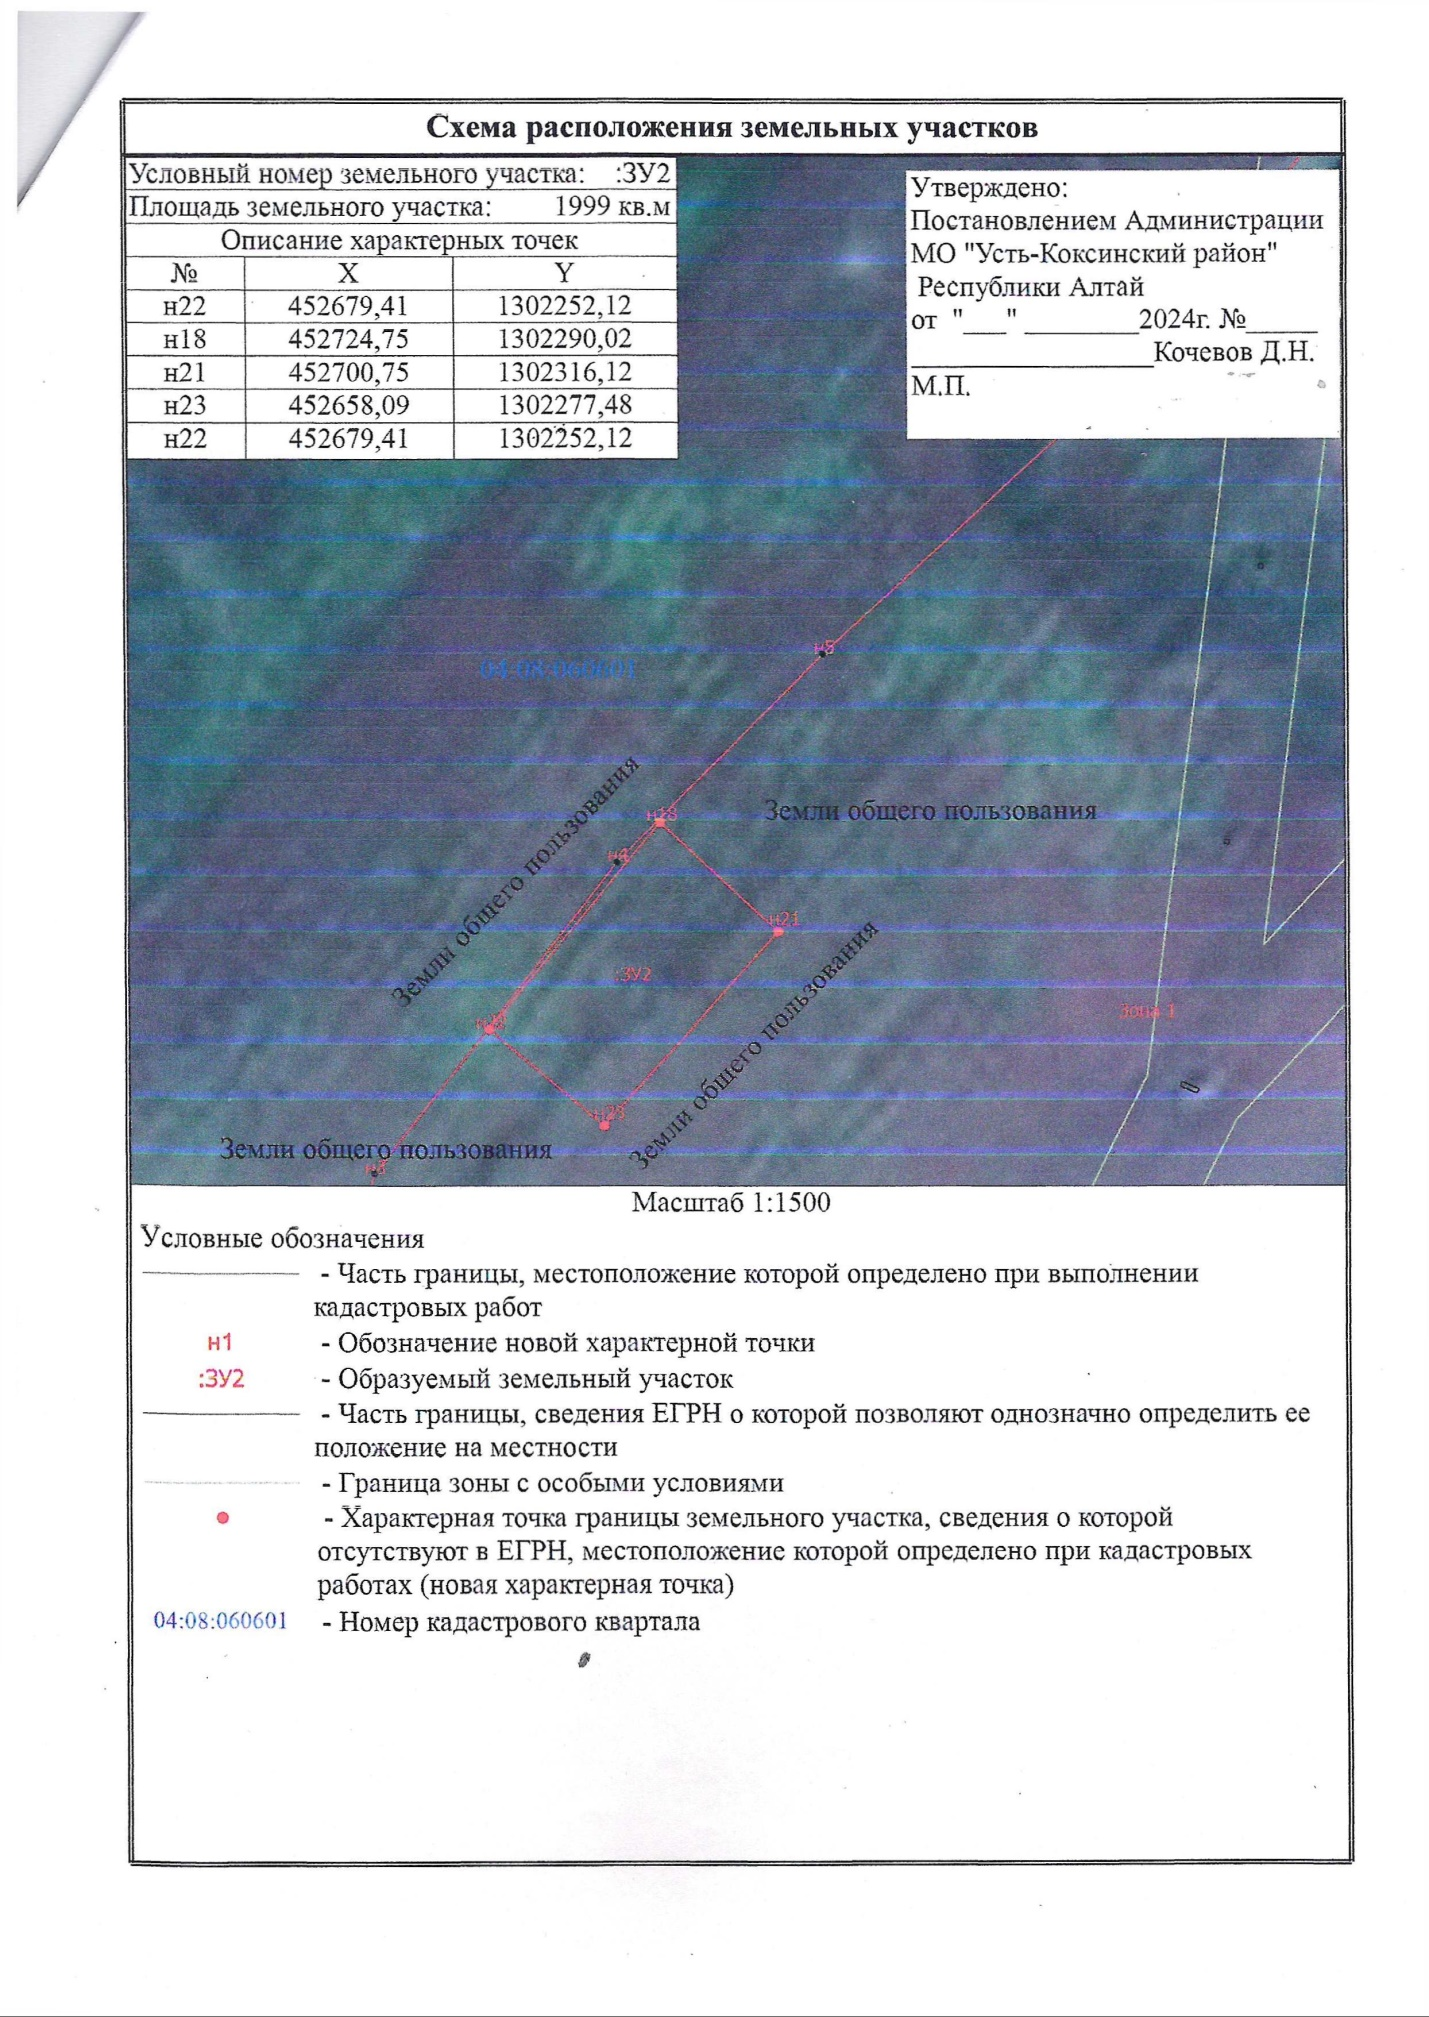 Схема расположения земельных участков
Условный номер земельного участка: :ЗУ2
Площадь земельного участка: 1999 кв.м
Описание характерных точек
№ X Y
н22 452679,41 1302252,12
н18 452724,75 1302290,02
н21 452700,75 1302316,12
н23 452658,09 1302277,48
н22 452679,41 1302252,12
Утверждено:
Постановлением Администрации
МО "Усть-Коксинский район"
Республики Алтай
от "___" ________2024г. №_____
_________________Кочевов Д.Н.
М.П.
н5
04:08:060601
Земли общего пользования
н18
Земли общего пользования
н4
н21
:ЗУ2
Земли общего пользования
Зона 1
н23
Земли общего пользования
н3
Масштаб 1:1500
Условные обозначения
- Часть границы, местоположение которой определено при выполнении
кадастровых работ
н1 - Обозначение новой характерной точки
:ЗУ2 - Образуемый земельный участок
- Часть границы, сведения ЕГРН о которой позволяют однозначно определить ее
положение на местности
- Граница зоны с особыми условиями
- Характерная точка границы земельного участка, сведения о которой
отсутствуют в ЕГРН, местоположение которой определено при кадастровых
работах (новая характерная точка)
04:08:060601 - Номер кадастрового квартала